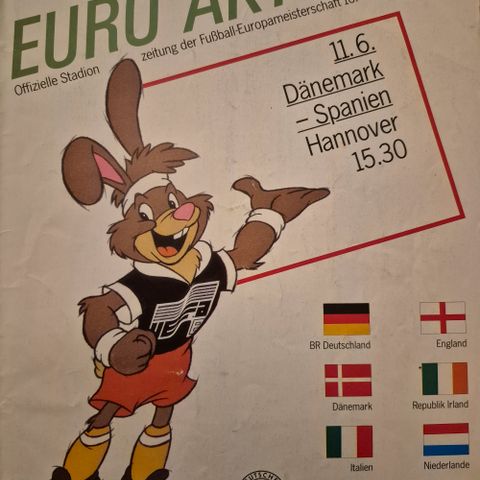 EURO
Offizielle Stadion zeitung der Fußball-Europameisterschaft
11.6.
Dänemark
– Spanien
Hannover
15.30
UEFA
BR Deutschland
England
Dänemark
Republik Irland
Italien
Niederlande